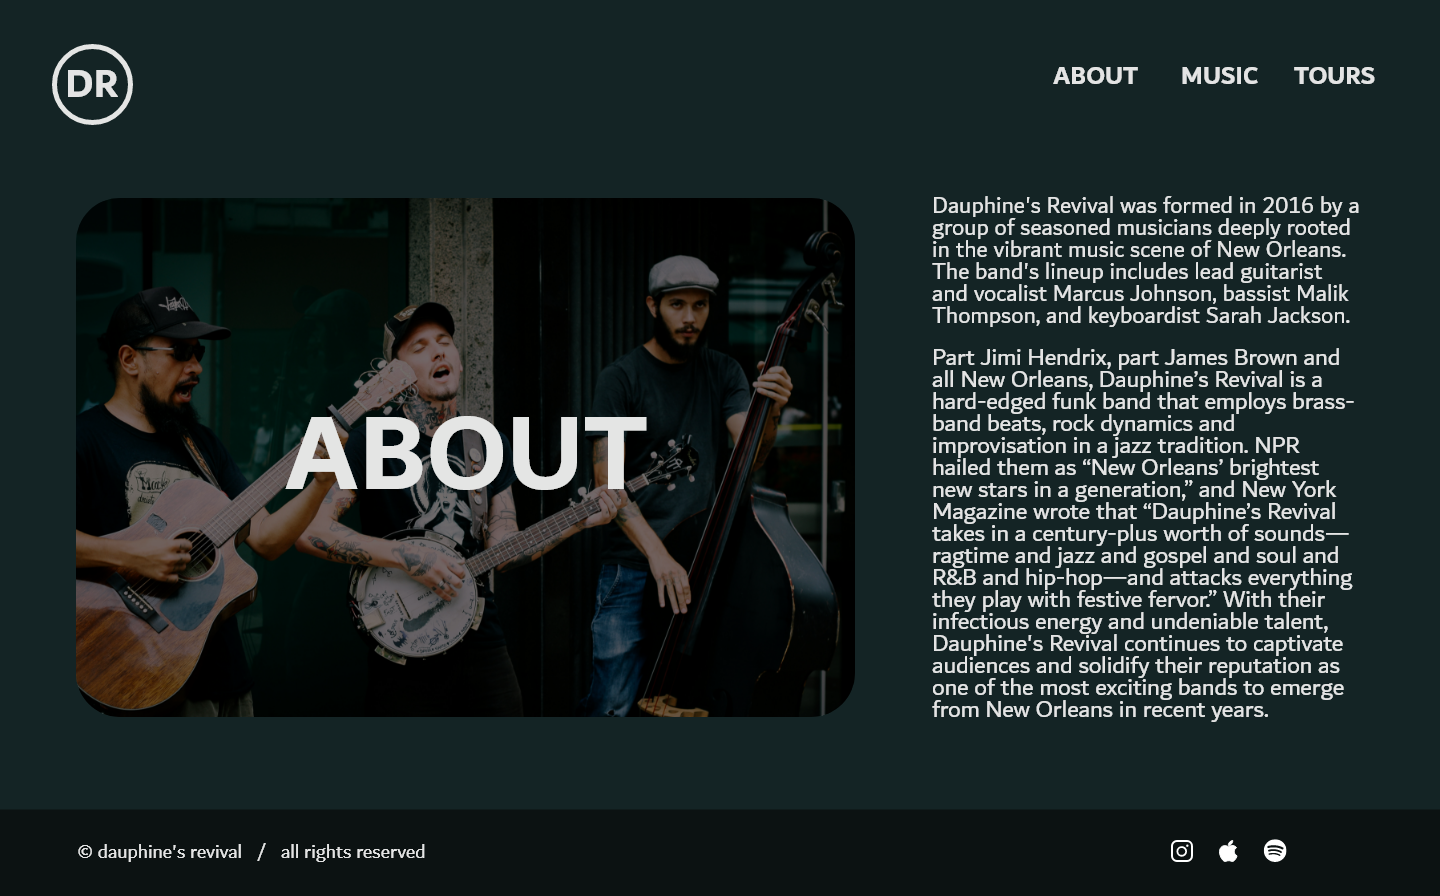 DR
ABOUT MUSIC TOURS
ABOUT
Dauphine's Revival was formed in 2016 by a
group of seasoned musicians deeply rooted
in the vibrant music scene of New Orleans.
The band's lineup includes lead guitarist
and vocalist Marcus Johnson, bassist Malik
Thompson, and keyboardist Sarah Jackson.
Part Jimi Hendrix, part James Brown and
all New Orleans, Dauphine’s Revival is a
hard-edged funk band that employs brass-
band beats, rock dynamics and
improvisation in a jazz tradition. NPR
hailed them as “New Orleans’ brightest
new stars in a generation,” and New York
Magazine wrote that “Dauphine’s Revival
takes in a century-plus worth of sounds—
ragtime and jazz and gospel and soul and
R&B and hip-hop—and attacks everything
they play with festive fervor.” With their
infectious energy and undeniable talent,
Dauphine's Revival continues to captivate
audiences and solidify their reputation as
one of the most exciting bands to emerge
from New Orleans in recent years.
© dauphine's revival / all rights reserved